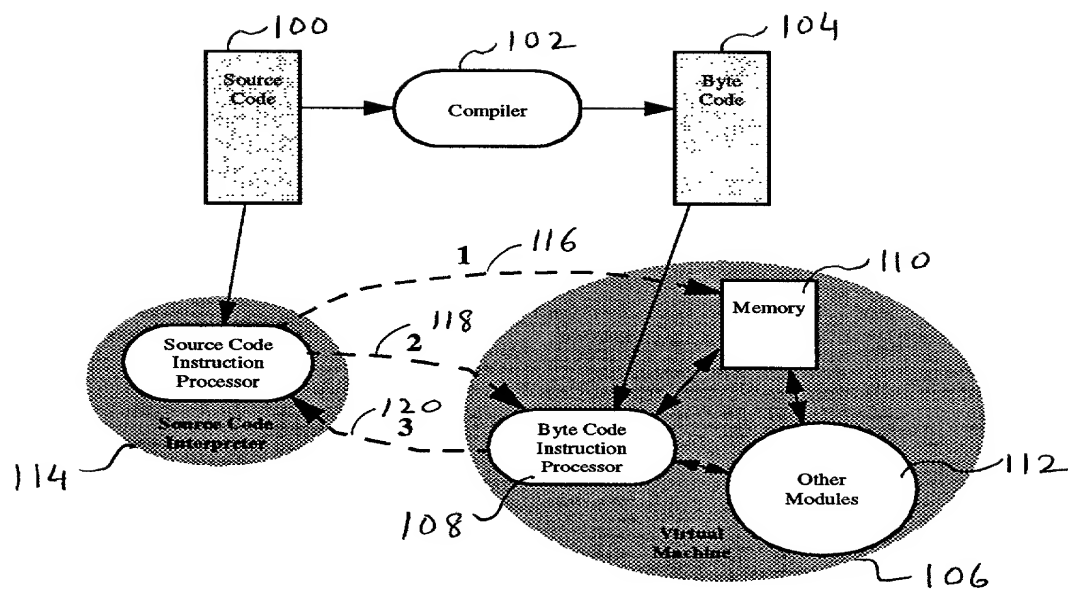 100
102
104
Source
Code
Compiler
Byte
Code
1
116
110
Memory
118
2
Source Code
Instruction
Processor
120
3
Source Code
Interpreter
114
Byte Code
Instruction
Processor
108
Other
Modules
112
Virtual
Machine
106